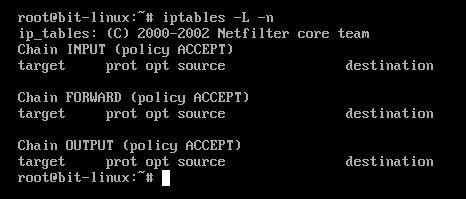 root@bit-linux:~# iptables -L -n
ip_tables: (C) 2000-2002 Netfilter core team
Chain INPUT (policy ACCEPT)
target     prot opt source               destination

Chain FORWARD (policy ACCEPT)
target     prot opt source               destination

Chain OUTPUT (policy ACCEPT)
target     prot opt source               destination
root@bit-linux:~#